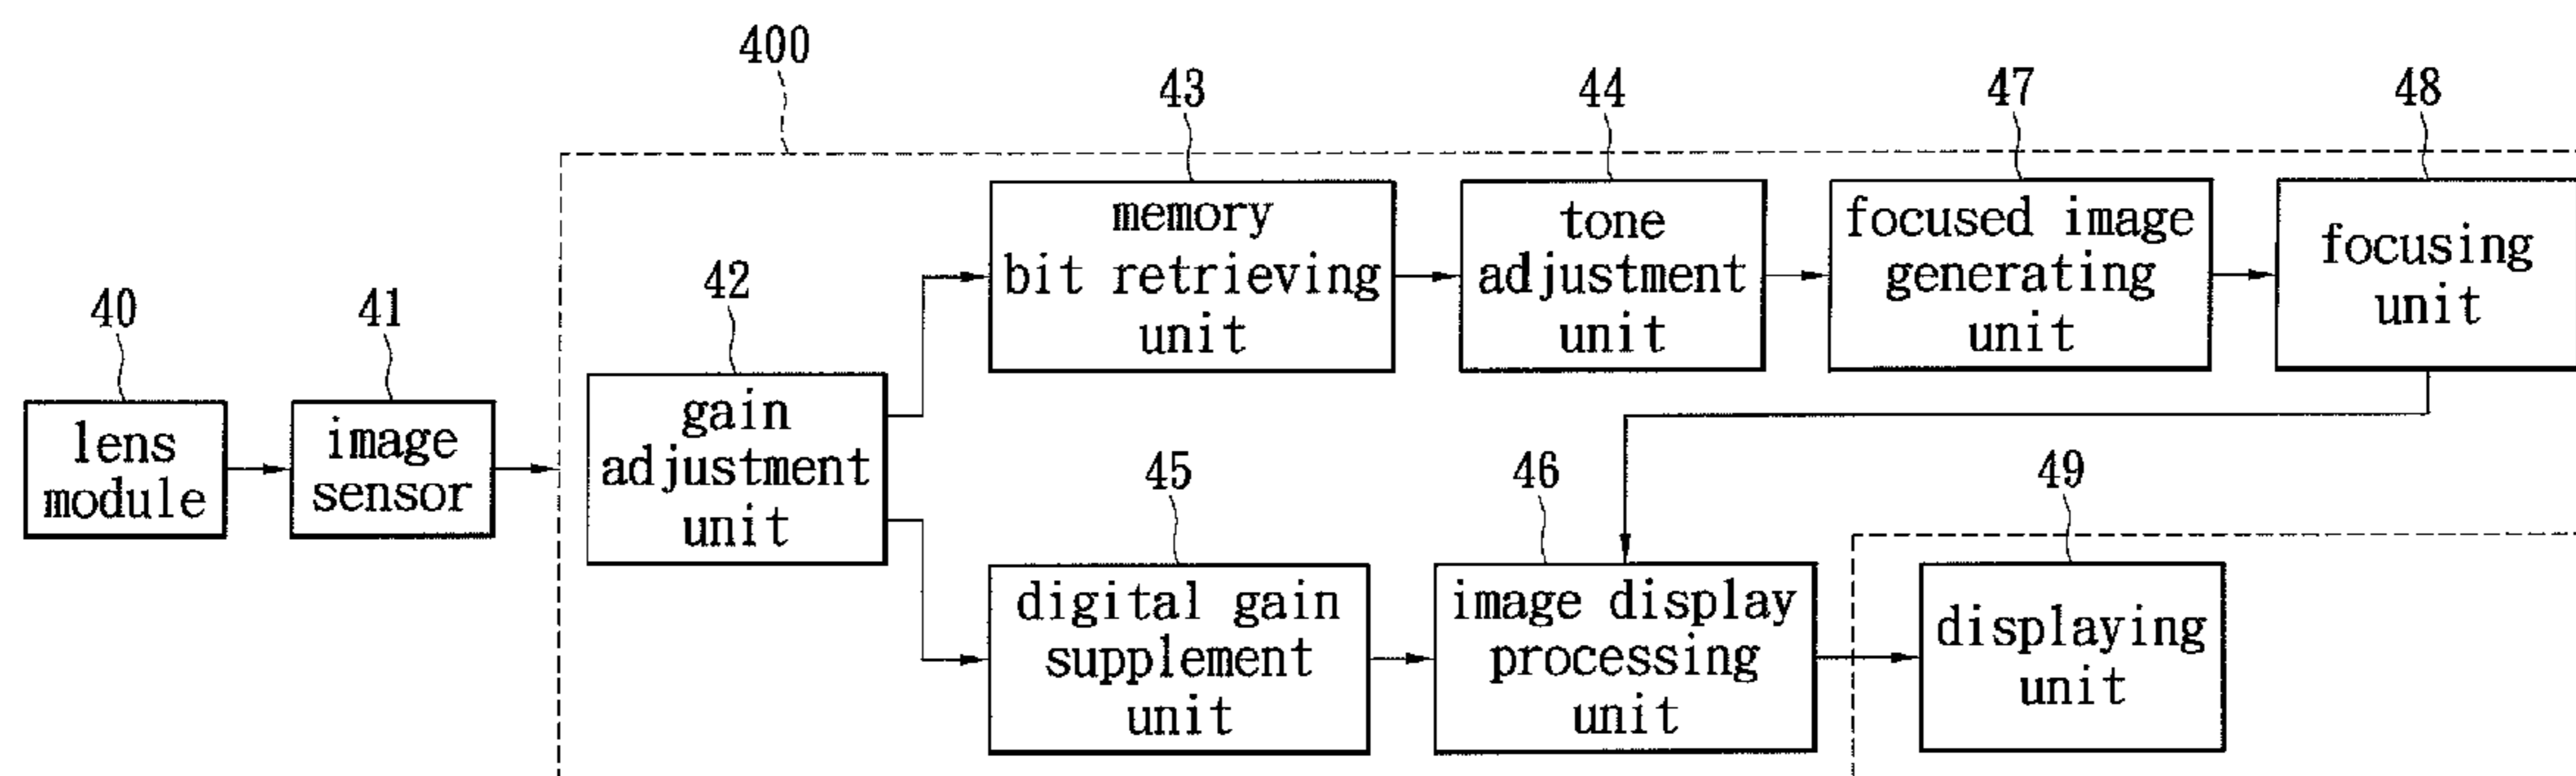 400
43
44
47
48
memory
bit retrieving
unit
tone
adjustment
unit
focused image
generating
unit
focusing
unit
40
41
42
lens
module
image
sensor
gain
adjustment
unit
45
46
49
digital gain
supplement
unit
image display
processing
unit
displaying
unit